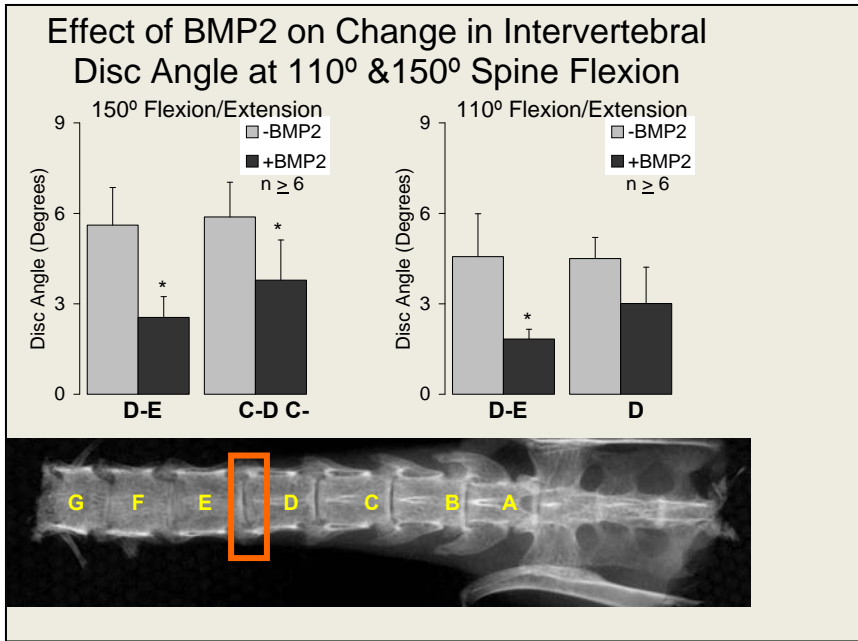 Effect of BMP2 on Change in Intervertebral
Disc Angle at 110º &150º Spine Flexion
150º Flexion/Extension
9
6
3
0
Disc Angle (Degrees)
-BMP2
+BMP2
n ≥ 6
*
*
D-E
C-D C-
110º Flexion/Extension
9
6
3
0
Disc Angle (Degrees)
-BMP2
+BMP2
n ≥ 6
*
D-E
D
G F E D C B A